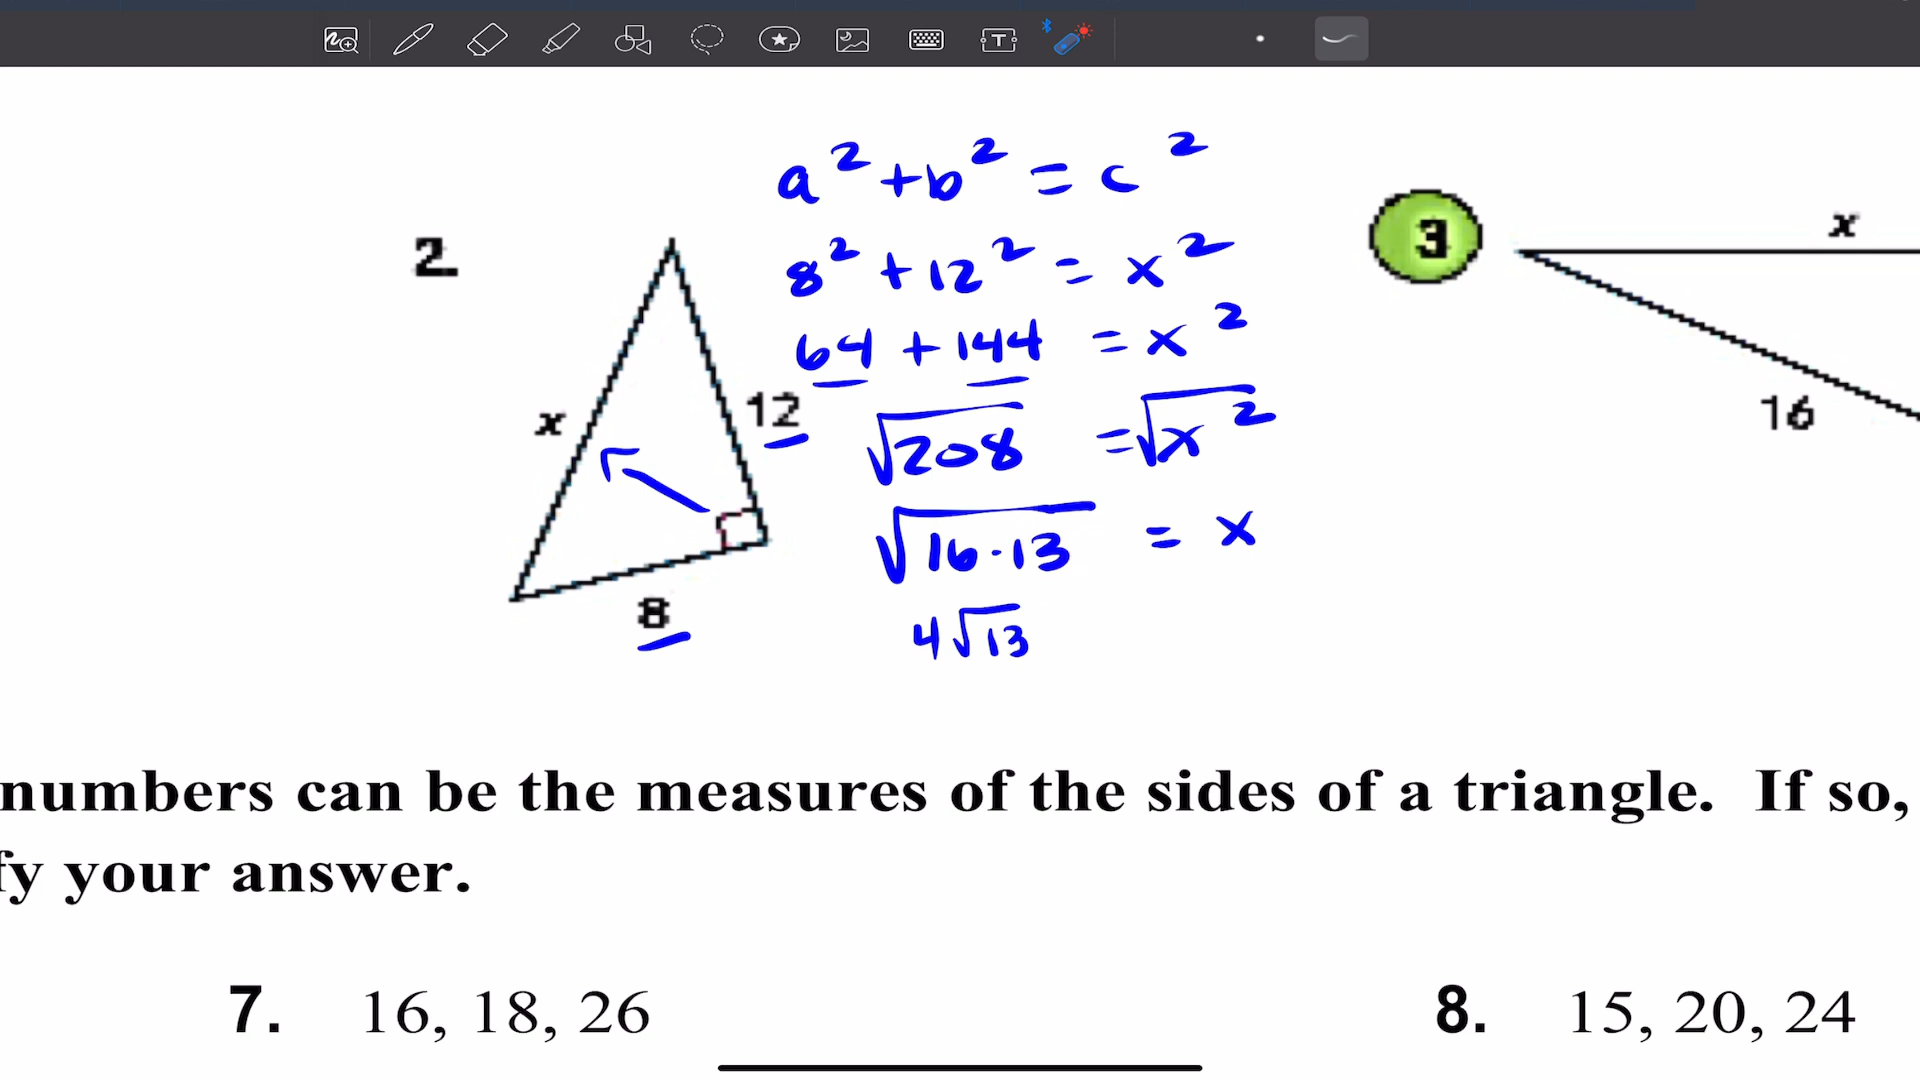 a² + b² = c²
2.
8² + 12² = x²
3
x
64 + 144 = x²
x
12
√208 = √x²
16
√16·13 = x
8
4√13
numbers can be the measures of the sides of a triangle. If so,
fy your answer.
7. 16, 18, 26
8. 15, 20, 24